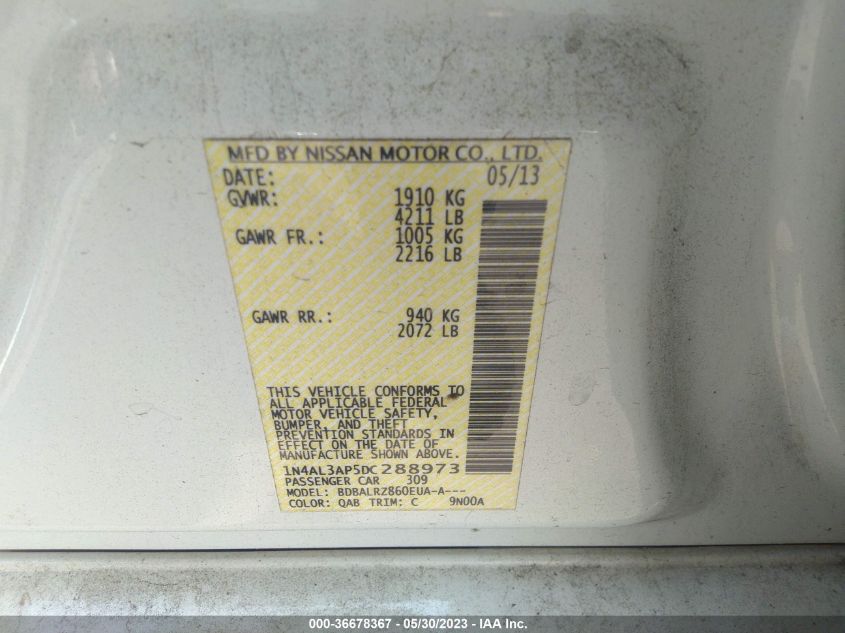 MFD BY NISSAN MOTOR CO., LTD.
DATE: 05/13
GVWR: 1910 KG
4211 LB
GAWR FR.: 1005 KG
2216 LB
GAWR RR.: 940 KG
2072 LB
THIS VEHICLE CONFORMS TO
ALL APPLICABLE FEDERAL
MOTOR VEHICLE SAFETY,
BUMPER, AND THEFT
PREVENTION STANDARDS IN
EFFECT ON THE DATE OF
MANUFACTURE SHOWN ABOVE.
1N4AL3AP5DC288973
PASSENGER CAR 309
MODEL: BDBALRZ860EUA-A---
COLOR: QAB TRIM: C 9N00A
000-36678367 - 05/30/2023 - IAA Inc.